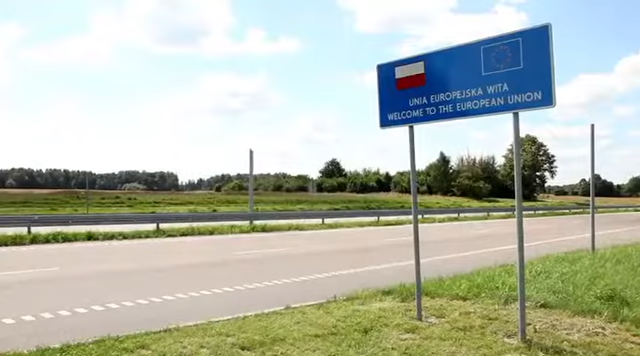 UNIA EUROPEJSKA WITA
WELCOME TO THE EUROPEAN UNION